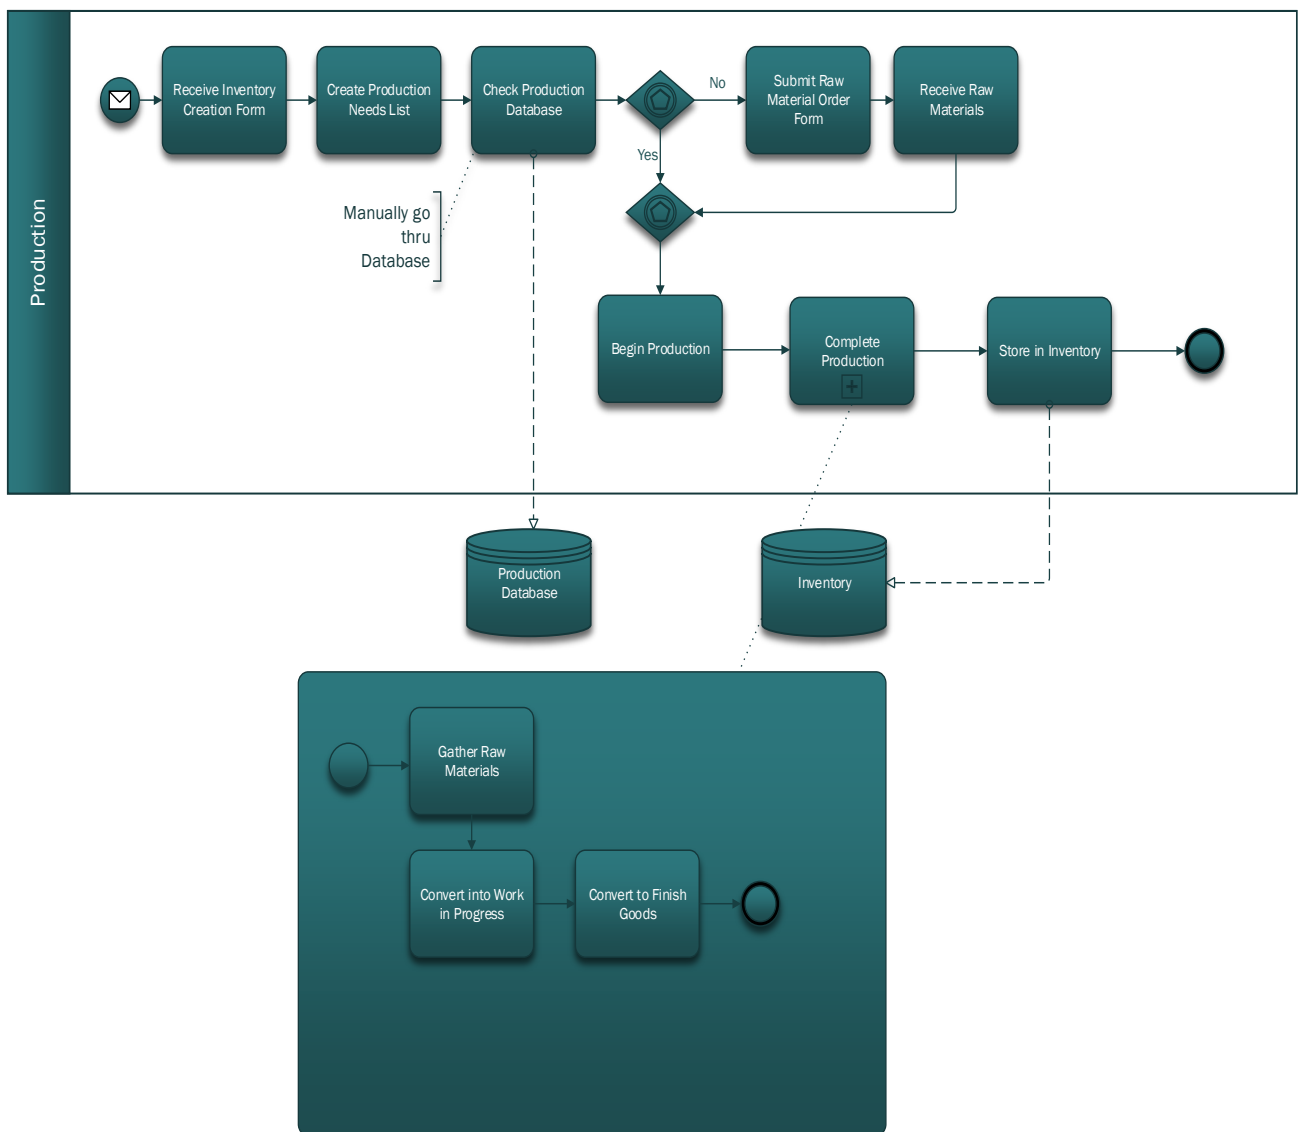 Production
Receive Inventory
Creation Form
Create Production
Needs List
Check Production
Database
No
Submit Raw
Material Order
Form
Receive Raw
Materials
Yes
Manually go
thru
Database
Begin Production
Complete
Production
Store in Inventory
Production
Database
Inventory
Gather Raw
Materials
Convert into Work
in Progress
Convert to Finish
Goods